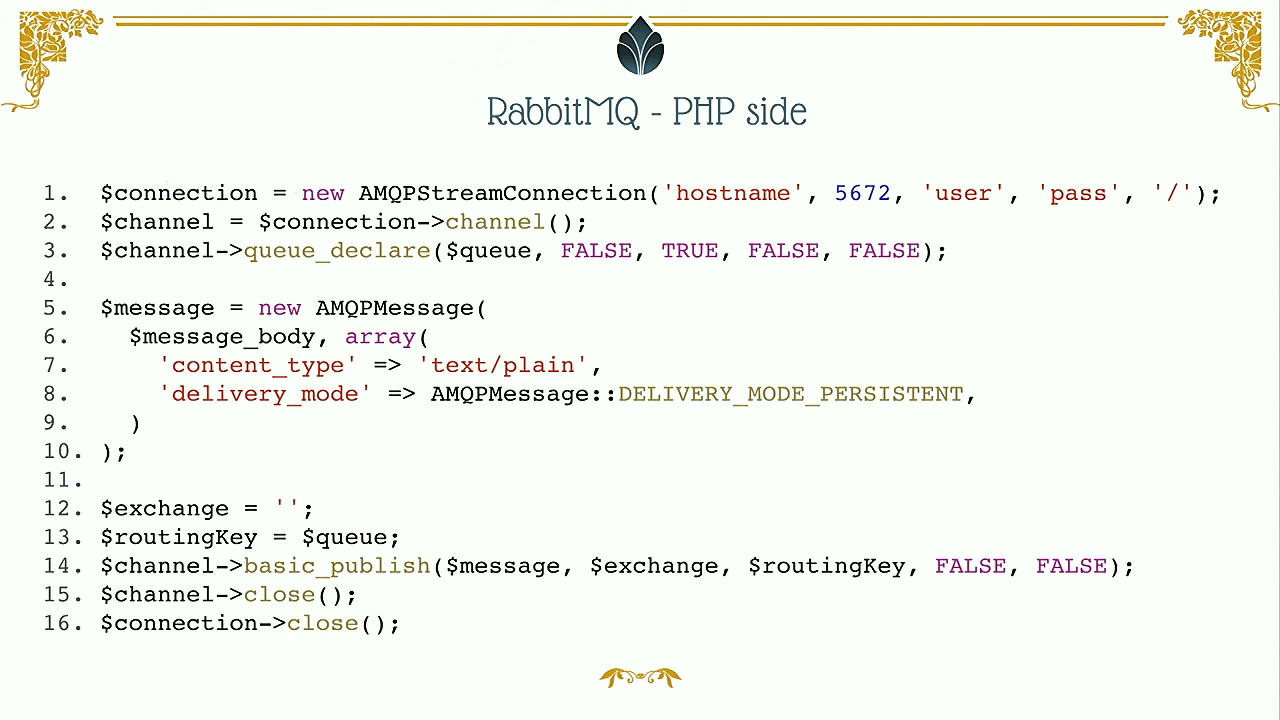 RabbitMQ - PHP side
1. $connection = new AMQPStreamConnection('hostname', 5672, 'user', 'pass', '/');
2. $channel = $connection->channel();
3. $channel->queue_declare($queue, FALSE, TRUE, FALSE, FALSE);
4.
5. $message = new AMQPMessage(
6.   $message_body, array(
7.     'content_type' => 'text/plain',
8.     'delivery_mode' => AMQPMessage::DELIVERY_MODE_PERSISTENT,
9.   )
10. );
11.
12. $exchange = '';
13. $routingKey = $queue;
14. $channel->basic_publish($message, $exchange, $routingKey, FALSE, FALSE);
15. $channel->close();
16. $connection->close();